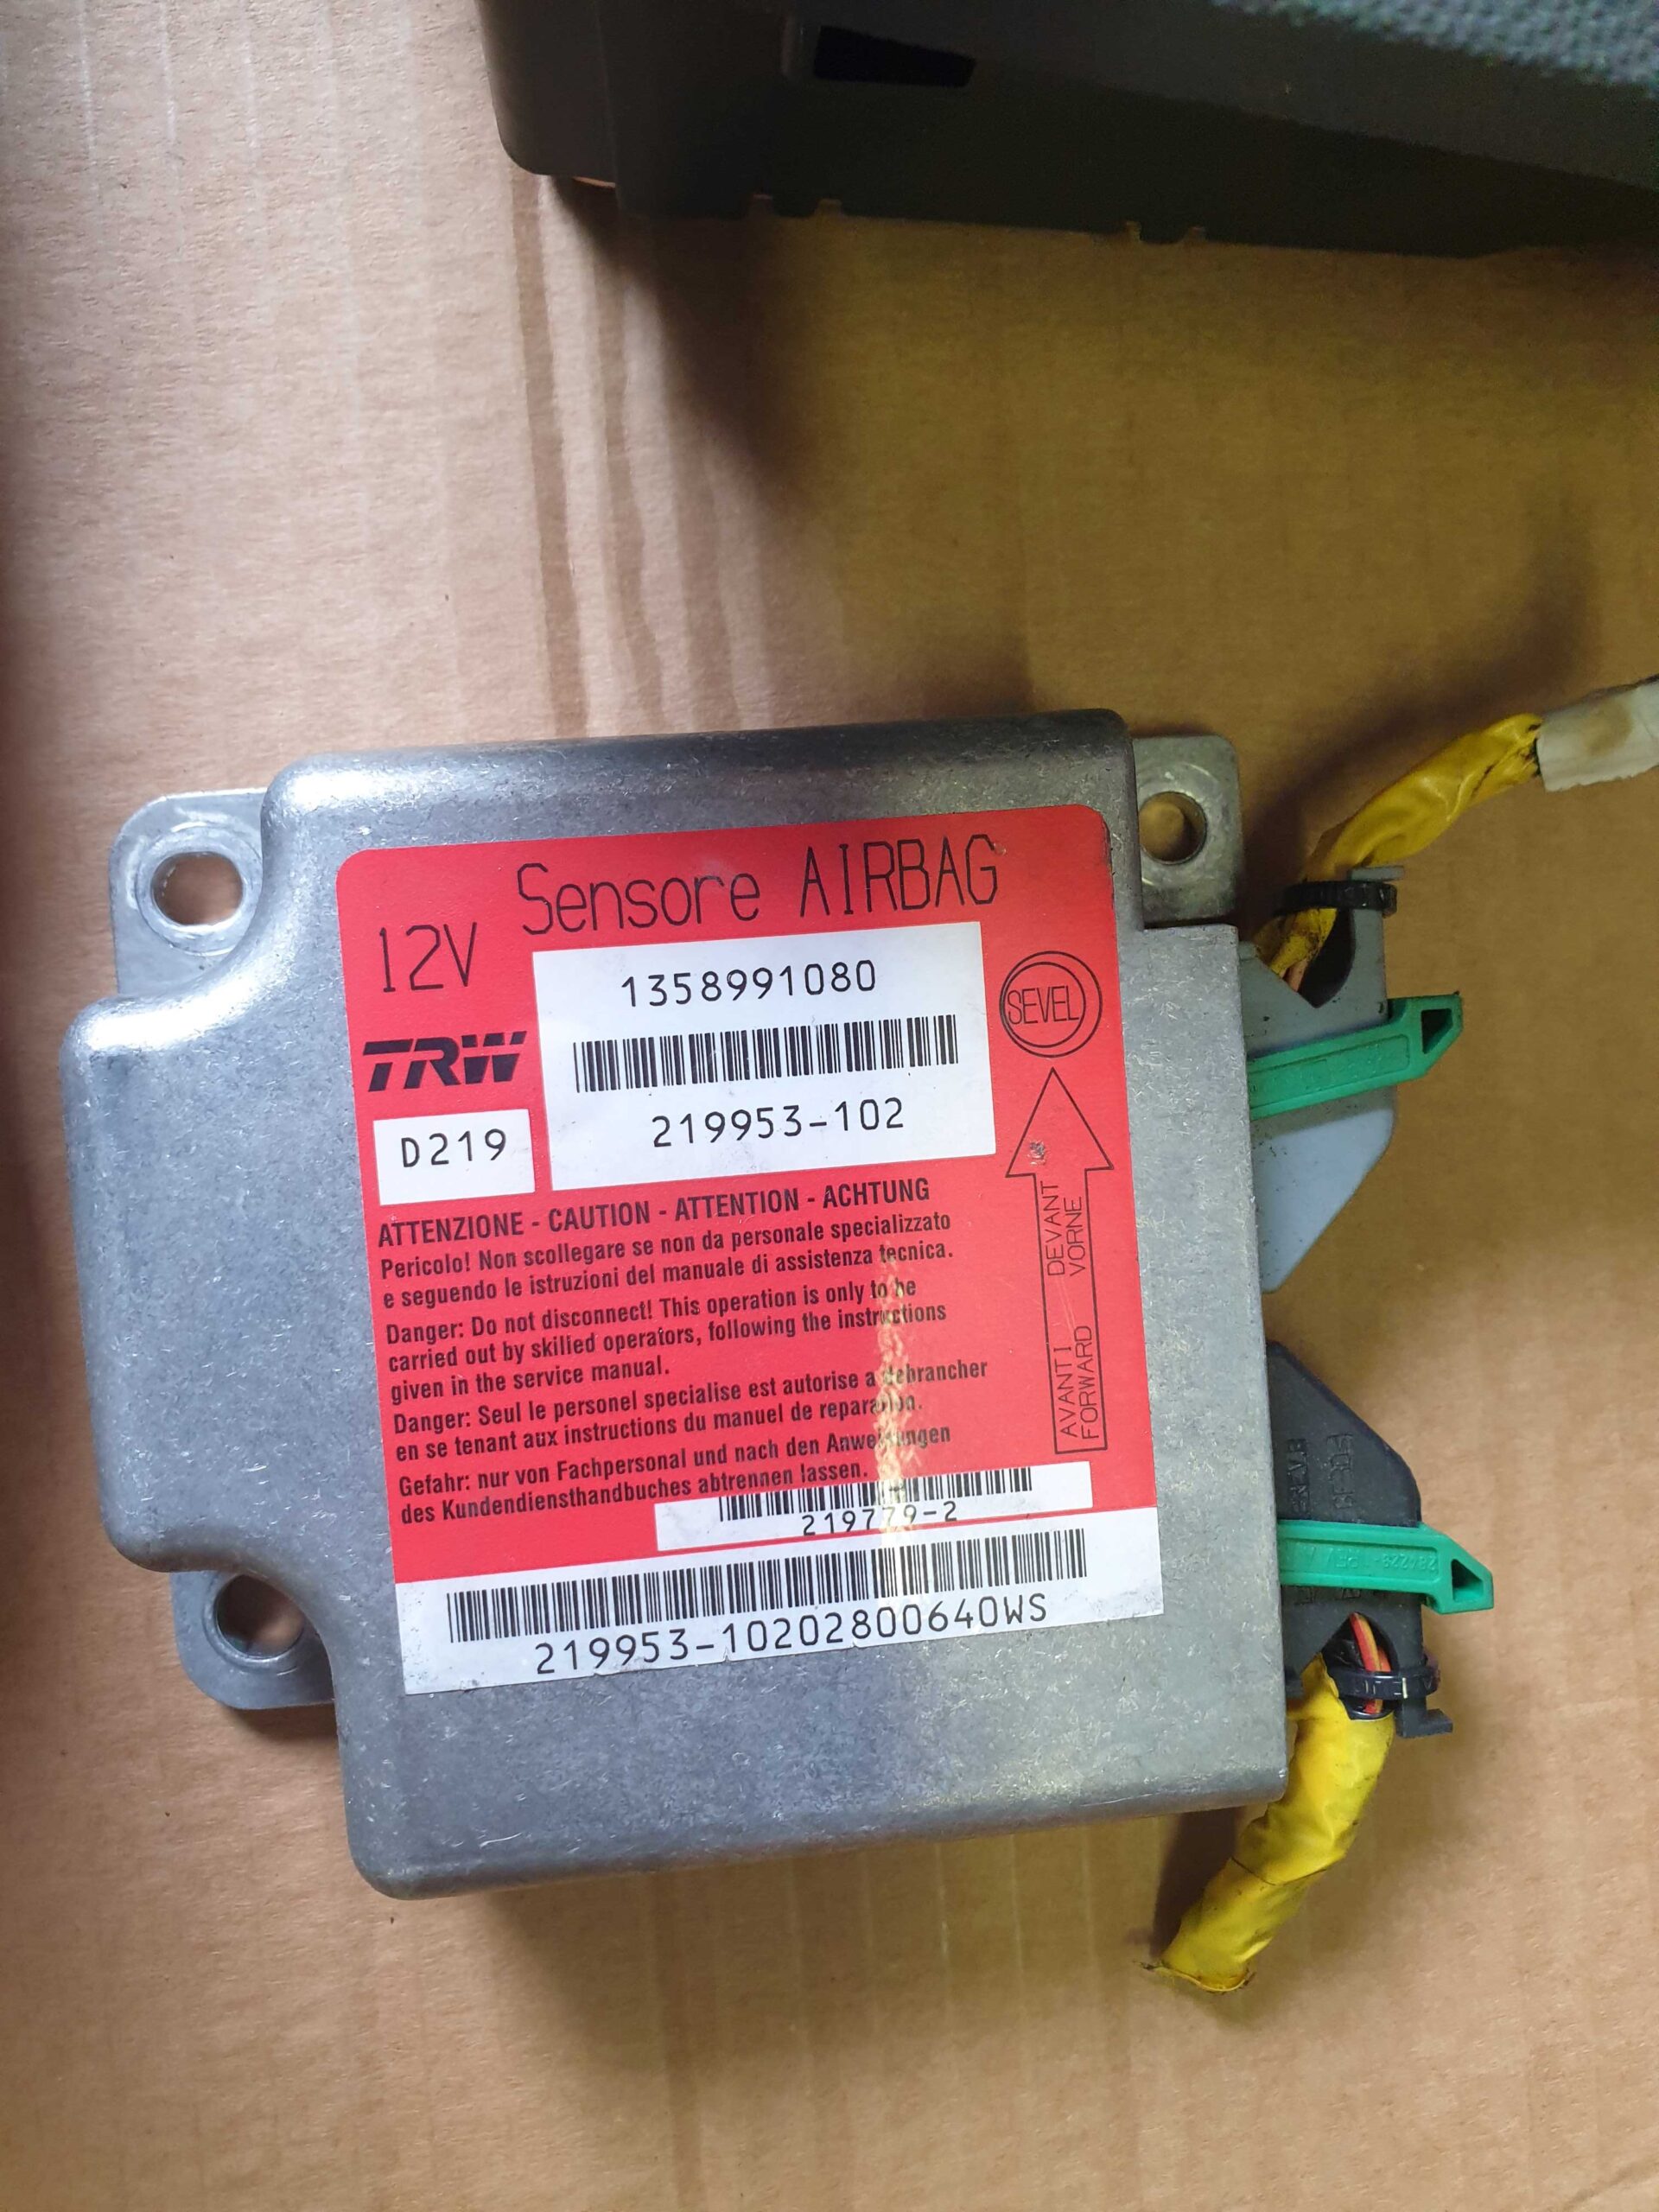 12V Sensore AIRBAG
1358991080
SEVEL
TRW
219953-102
D219
ATTENZIONE - CAUTION - ATTENTION - ACHTUNG
Pericolo! Non scollegare se non da personale specializzato
e seguendo le istruzioni del manuale di assistenza tecnica.
Danger: Do not disconnect! This operation is only to be
carried out by skilied operators, following the instructions
given in the service manual.
Danger: Seul le personel specialise est autorise a debrancher
en se tenant aux instructions du manuel de reparation.
Gefahr: nur von Fachpersonal und nach den Anweisungen
des Kundendiensthandbuches abtrennen lassen.
DEVANT
VORNE
AVANTI
FORWARD
219779-2
219953-10202800640WS